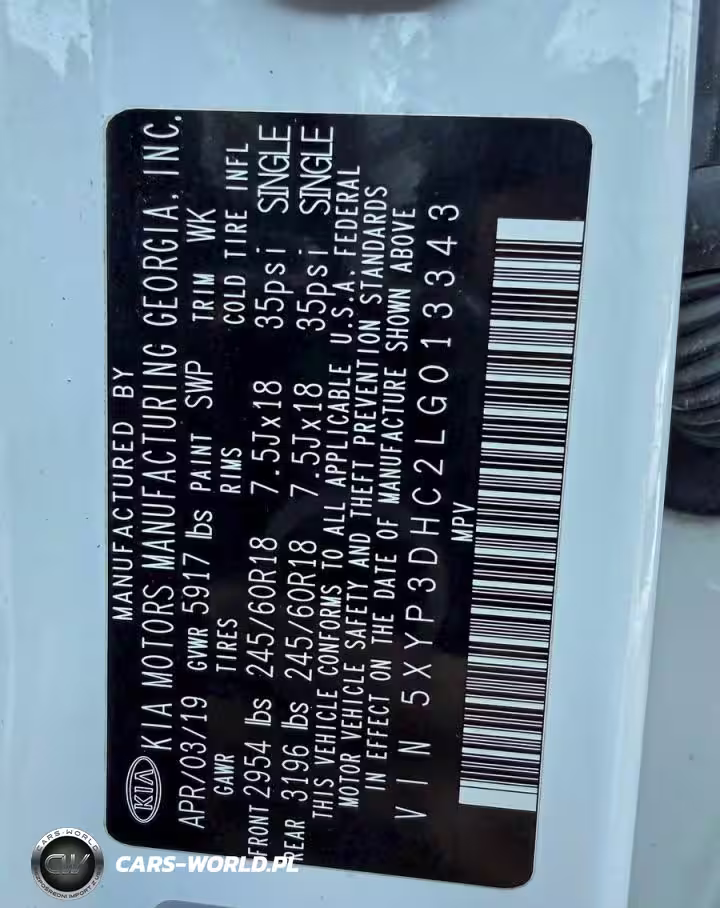 MANUFACTURED BY
KIA KIA MOTORS MANUFACTURING GEORGIA, INC.
APR/03/19 GVWR 5917 lbs PAINT SWP TRIM WK
GAWR TIRES RIMS COLD TIRE INFL
FRONT 2954 lbs 245/60R18 7.5Jx18 35psi SINGLE
REAR 3196 lbs 245/60R18 7.5Jx18 35psi SINGLE
THIS VEHICLE CONFORMS TO ALL APPLICABLE U.S.A. FEDERAL
MOTOR VEHICLE SAFETY AND THEFT PREVENTION STANDARDS
IN EFFECT ON THE DATE OF MANUFACTURE SHOWN ABOVE
VIN 5XYP3DHC2LG013343
MPV
CARS-WORLD
CW
CARS-WORLD.PL